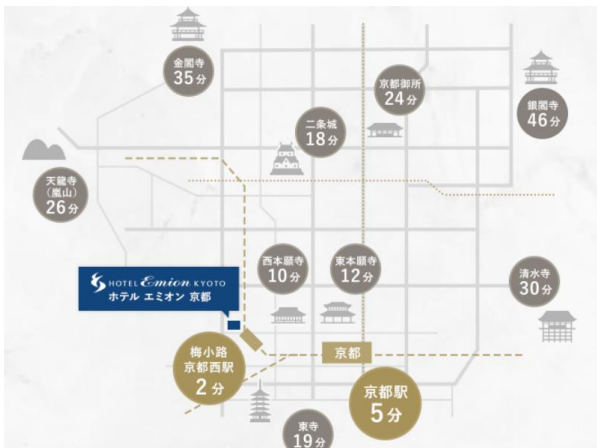 金閣寺
35分
京都御所
24分
銀閣寺
46分
二条城
18分
天龍寺
（嵐山）
26分
西本願寺
10分
東本願寺
12分
清水寺
30分
HOTEL Emion KYOTO
ホテル エミオン 京都
梅小路
京都西駅
2分
京都
京都駅
5分
東寺
19分